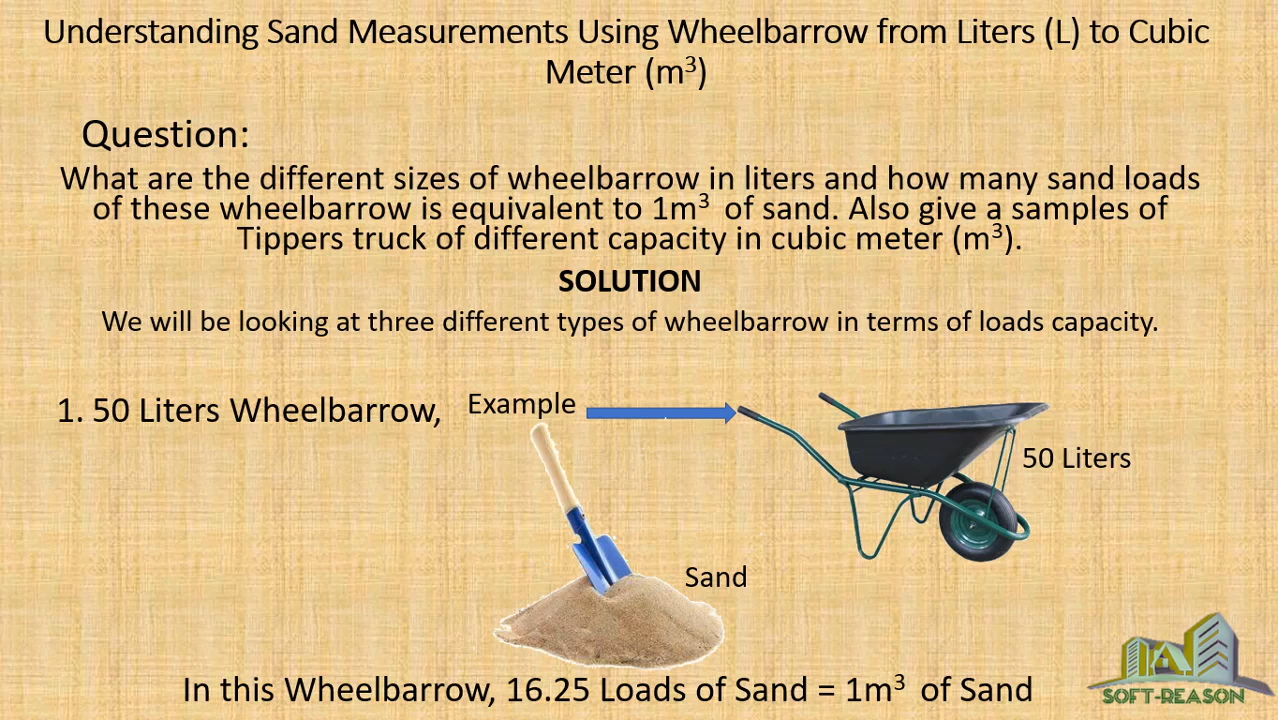 Understanding Sand Measurements Using Wheelbarrow from Liters (L) to Cubic
Meter (m³)
Question:
What are the different sizes of wheelbarrow in liters and how many sand loads
of these wheelbarrow is equivalent to 1m³ of sand. Also give a samples of
Tippers truck of different capacity in cubic meter (m³).
SOLUTION
We will be looking at three different types of wheelbarrow in terms of loads capacity.
1. 50 Liters Wheelbarrow,
Example
50 Liters
Sand
In this Wheelbarrow, 16.25 Loads of Sand = 1m³ of Sand
SOFT-REASON